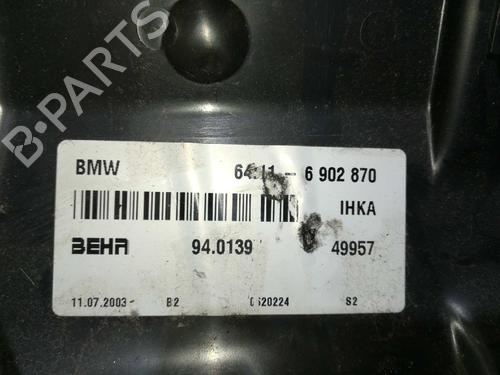 B-PARTS
BMW 64.11 - 6 902 870
IHKA
BEHR 94.0139 49957
11.07.2003 B2 0620224 S2